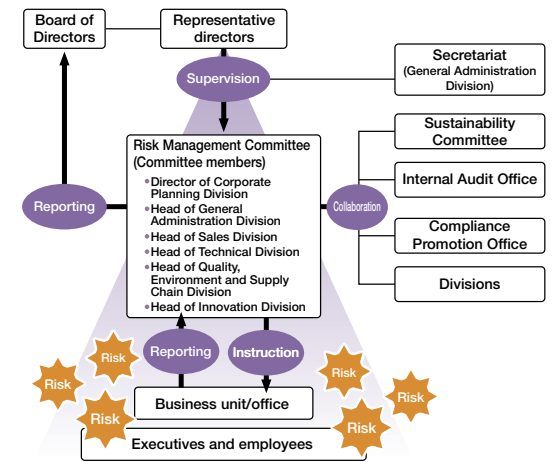 Board of
Directors
Representative
directors
Supervision
Secretariat
(General Administration
Division)
Risk Management Committee
(Committee members)
•Director of Corporate
Planning Division
•Head of General
Administration Division
•Head of Sales Division
•Head of Technical Division
•Head of Quality,
Environment and Supply
Chain Division
•Head of Innovation Division
Reporting
Collaboration
Sustainability
Committee
Internal Audit Office
Compliance
Promotion Office
Divisions
Reporting
Instruction
Risk
Risk
Risk
Risk
Risk
Risk
Business unit/office
Executives and employees